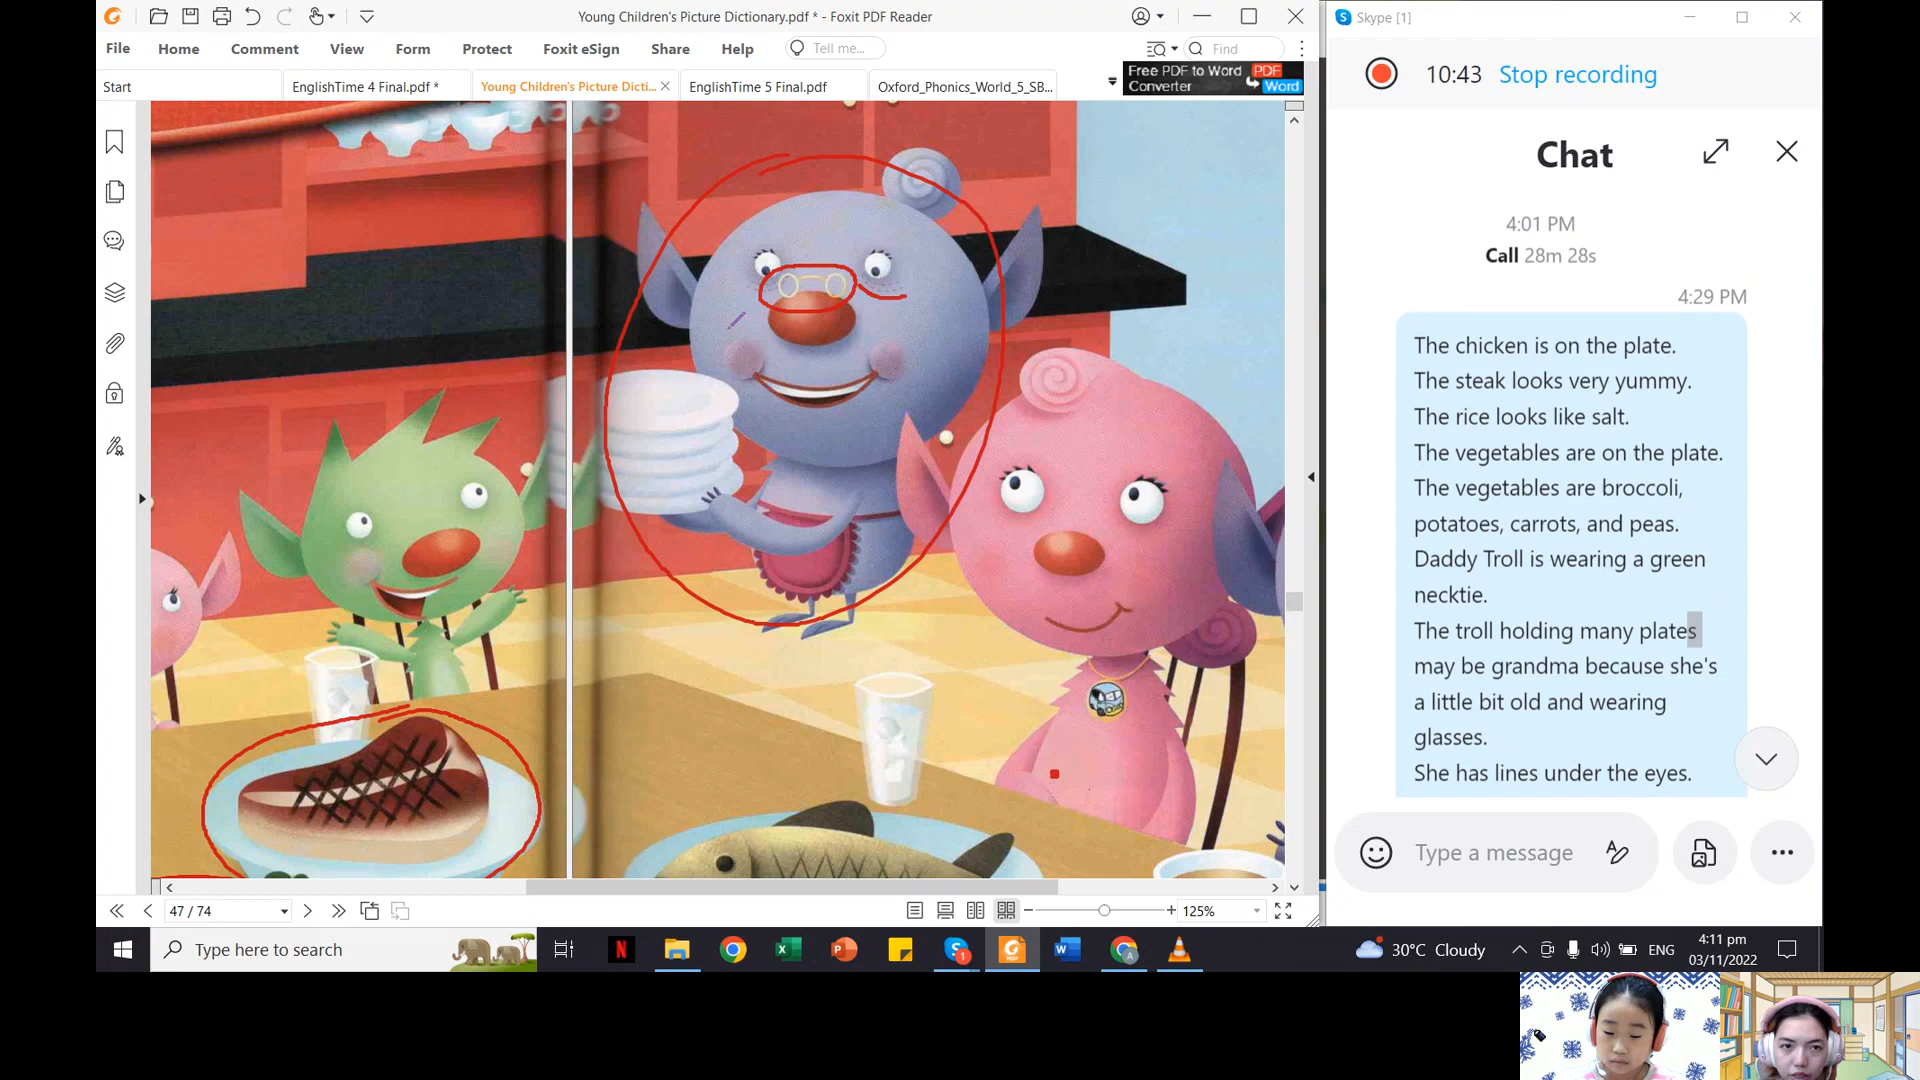 Young Children's Picture Dictionary.pdf * - Foxit PDF Reader
File Home Comment View Form Protect Foxit eSign Share Help Tell me... Find
Start EnglishTime 4 Final.pdf * Young Children's Picture Dicti... EnglishTime 5 Final.pdf Oxford_Phonics_World_5_SB...
Free PDF to Word Converter PDF Word
47 / 74
125%
Type here to search
30°C Cloudy
ENG
4:11 pm
03/11/2022
Skype [1]
10:43 Stop recording
Chat
4:01 PM
Call 28m 28s
4:29 PM
The chicken is on the plate.
The steak looks very yummy.
The rice looks like salt.
The vegetables are on the plate.
The vegetables are broccoli,
potatoes, carrots, and peas.
Daddy Troll is wearing a green
necktie.
The troll holding many plates
may be grandma because she's
a little bit old and wearing
glasses.
She has lines under the eyes.
Type a message